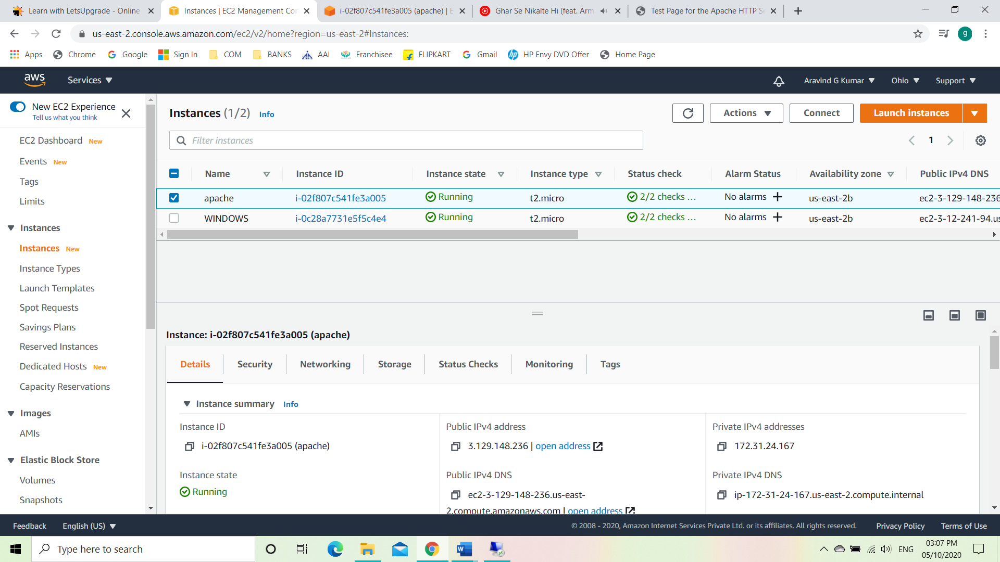 Learn with LetsUpgrade - Online
Instances | EC2 Management Con
i-02f807c541fe3a005 (apache) | E
Ghar Se Nikalte Hi (feat. Arma
Test Page for the Apache HTTP Se
us-east-2.console.aws.amazon.com/ec2/v2/home?region=us-east-2#Instances:
g
Apps
Chrome
Google
Sign In
COM
BANKS
AAI
Franchisee
FLIPKART
Gmail
HP Envy DVD Offer
Home Page
aws
Services
Aravind G Kumar
Ohio
Support
New EC2 Experience
Tell us what you think
EC2 Dashboard New
Events New
Tags
Limits
Instances
Instances New
Instance Types
Launch Templates
Spot Requests
Savings Plans
Reserved Instances
Dedicated Hosts New
Capacity Reservations
Images
AMIs
Elastic Block Store
Volumes
Snapshots
Instances (1/2) Info
Actions
Connect
Launch instances
Filter instances
1
Name Instance ID Instance state Instance type Status check Alarm Status Availability zone Public IPv4 DNS
apache i-02f807c541fe3a005 Running t2.micro 2/2 checks ... No alarms us-east-2b ec2-3-129-148-236
WINDOWS i-0c28a7731e5f5c4e4 Running t2.micro 2/2 checks ... No alarms us-east-2b ec2-3-12-241-94.us
Instance: i-02f807c541fe3a005 (apache)
Details
Security
Networking
Storage
Status Checks
Monitoring
Tags
Instance summary Info
Instance ID
i-02f807c541fe3a005 (apache)
Public IPv4 address
3.129.148.236 | open address
Private IPv4 addresses
172.31.24.167
Instance state
Running
Public IPv4 DNS
ec2-3-129-148-236.us-east-
2.compute.amazonaws.com | open address
Private IPv4 DNS
ip-172-31-24-167.us-east-2.compute.internal
Feedback
English (US)
© 2008 - 2020, Amazon Internet Services Private Ltd. or its affiliates. All rights reserved.
Privacy Policy
Terms of Use
Type here to search
ENG
03:07 PM
05/10/2020